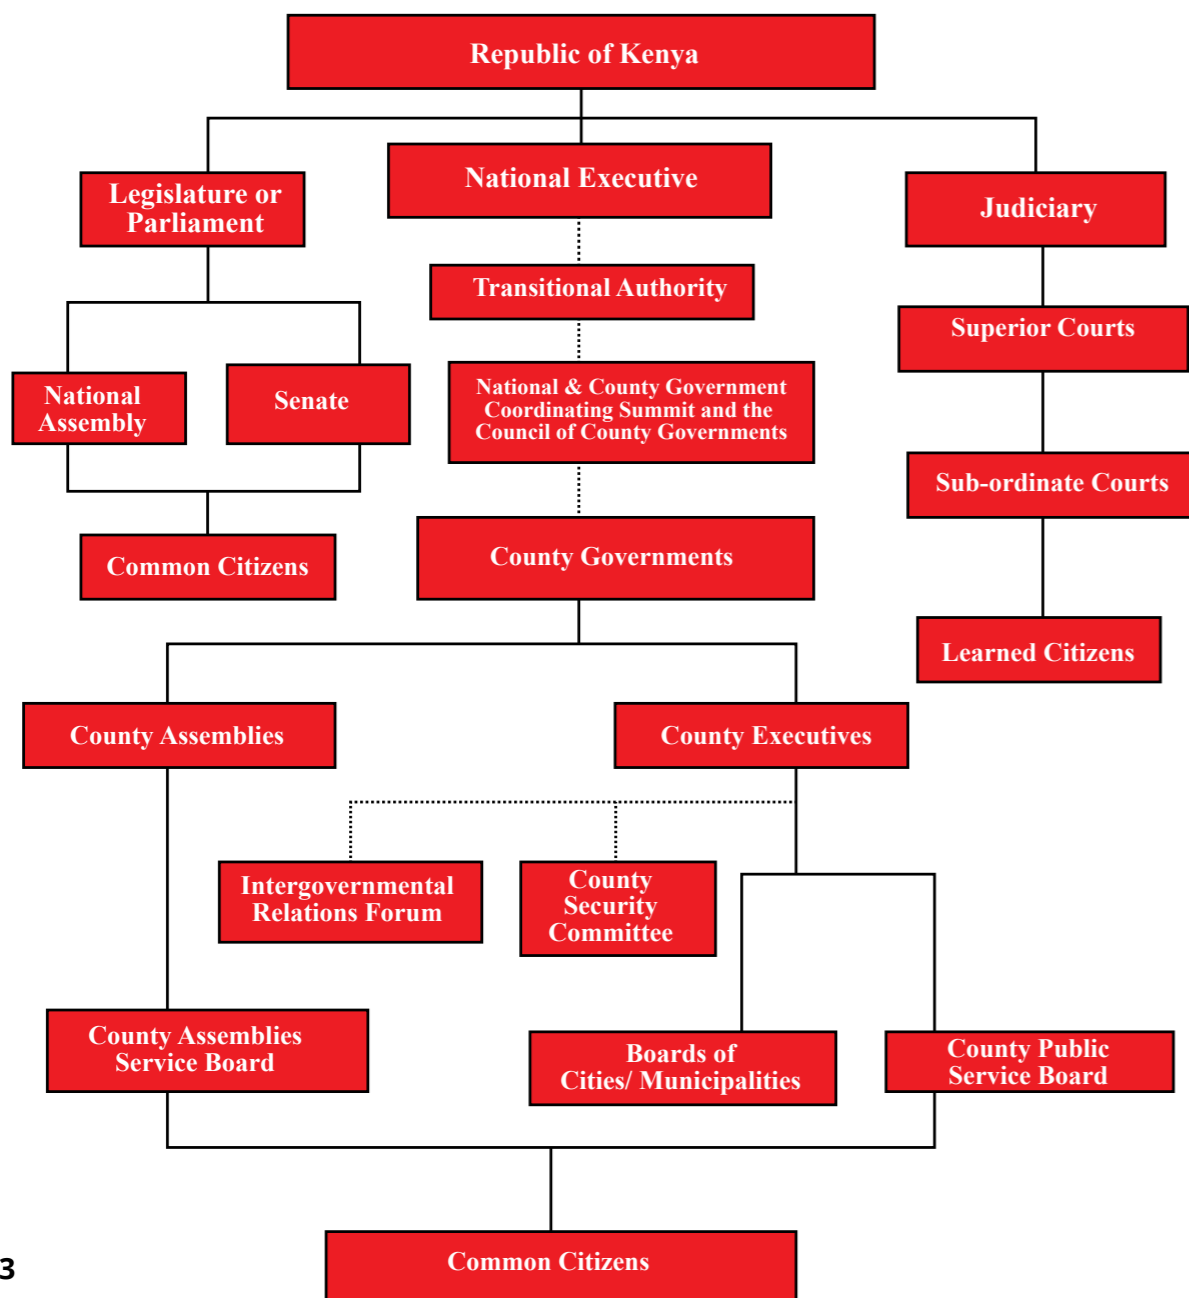 Republic of Kenya
Legislature or
Parliament
National Executive
Judiciary
Transitional Authority
Superior Courts
National
Assembly
Senate
National & County Government
Coordinating Summit and the
Council of County Governments
Sub-ordinate Courts
Common Citizens
County Governments
Learned Citizens
County Assemblies
County Executives
Intergovernmental
Relations Forum
County
Security
Committee
County Assemblies
Service Board
Boards of
Cities/ Municipalities
County Public
Service Board
Common Citizens
3